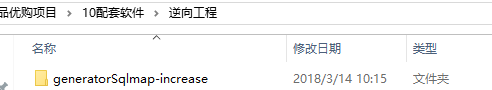 品优购项目 > 10配套软件 > 逆向工程
名称 修改日期 类型
generatorSqlmap-increase 2018/3/14 10:15 文件夹